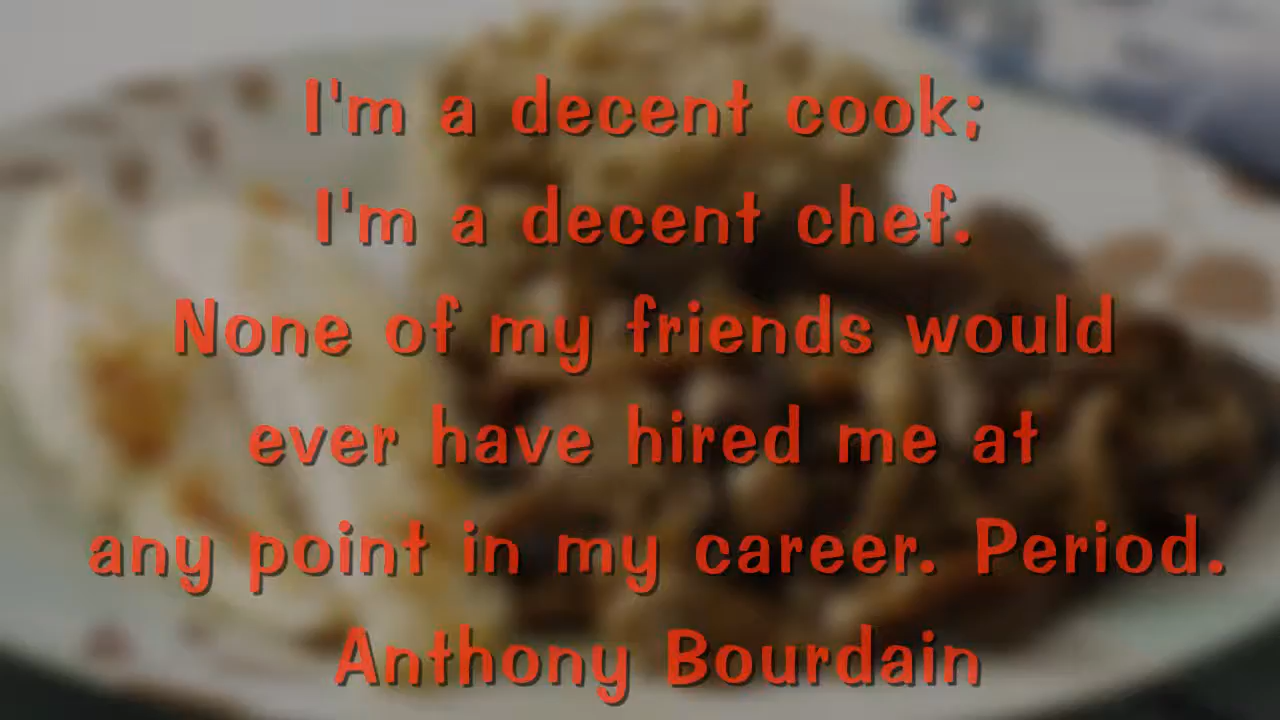 I'm a decent cook;
I'm a decent chef.
None of my friends would
ever have hired me at
any point in my career. Period.
Anthony Bourdain